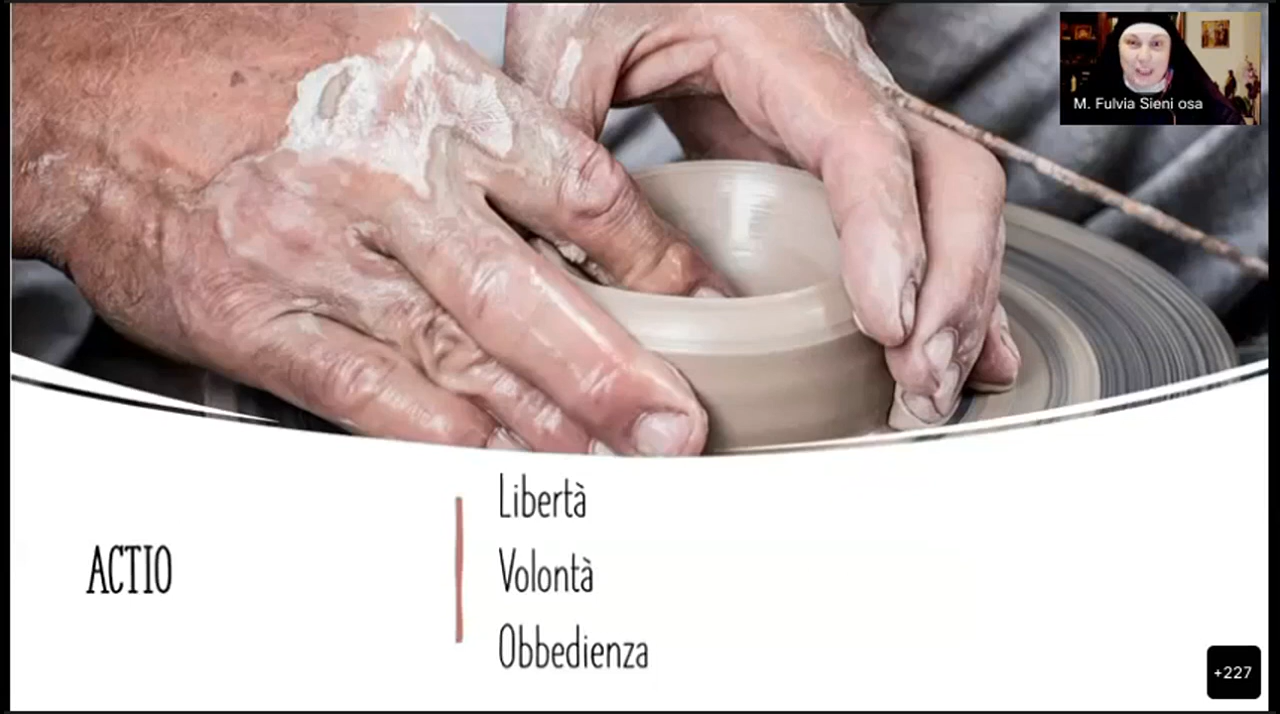 M. Fulvia Sieni osa
ACTIO
Libertà
Volontà
Obbedienza
+227